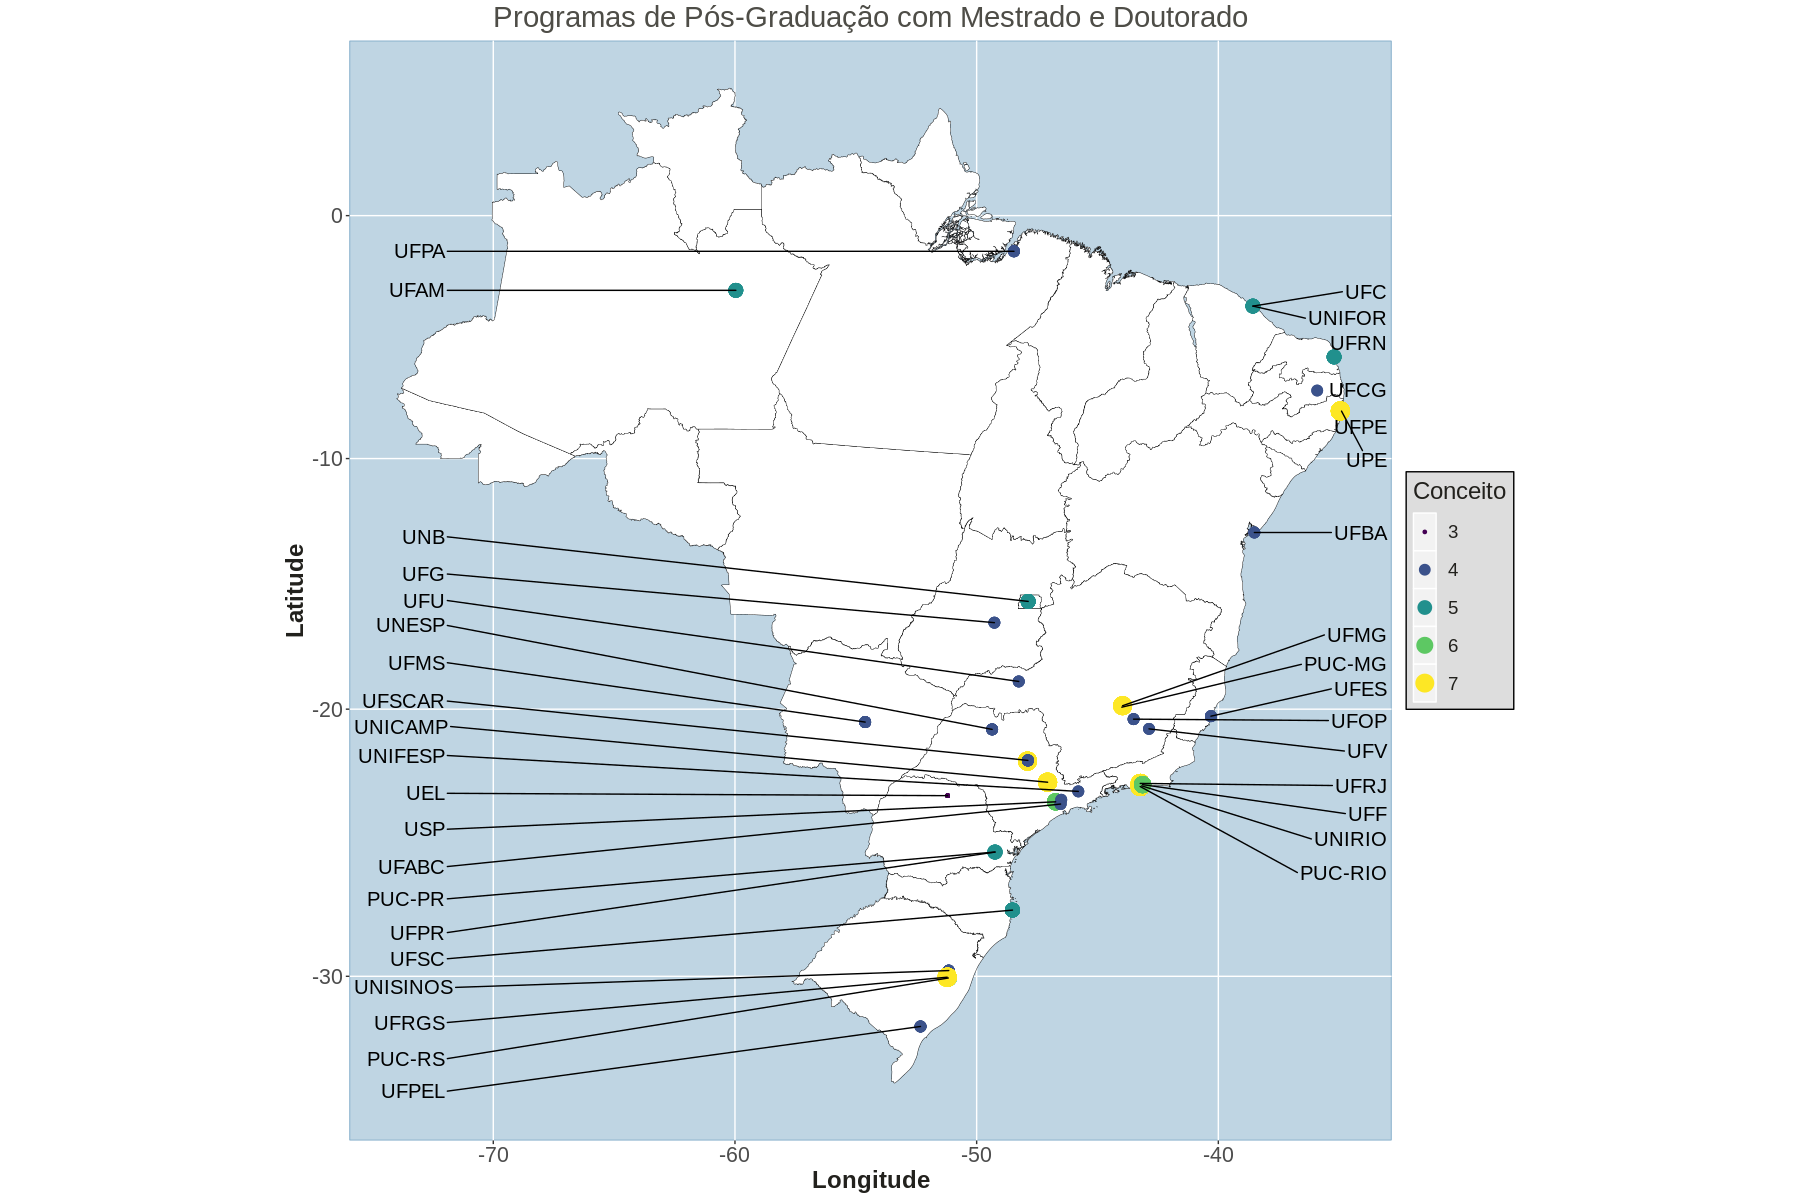 Programas de Pós-Graduação com Mestrado e Doutorado
Latitude
0
-10
-20
-30
UFPA
UFAM
UNB
UFG
UFU
UNESP
UFMS
UFSCAR
UNICAMP
UNIFESP
UEL
USP
UFABC
PUC-PR
UFPR
UFSC
UNISINOS
UFRGS
PUC-RS
UFPEL
UFC
UNIFOR
UFRN
UFCG
UFPE
UPE
UFBA
UFMG
PUC-MG
UFES
UFOP
UFV
UFRJ
UFF
UNIRIO
PUC-RIO
Conceito
3
4
5
6
7
-70
-60
-50
-40
Longitude